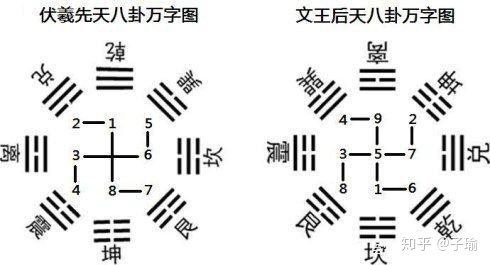 伏羲先天八卦万字图
乾
兑
巽
2 1 5
离
3 6
坎
4 8 7
震
艮
坤
文王后天八卦万字图
离
巽
坤
4 9 2
震
3 5 7
兑
8 1 6
艮
乾
坎
知乎 @子瑜